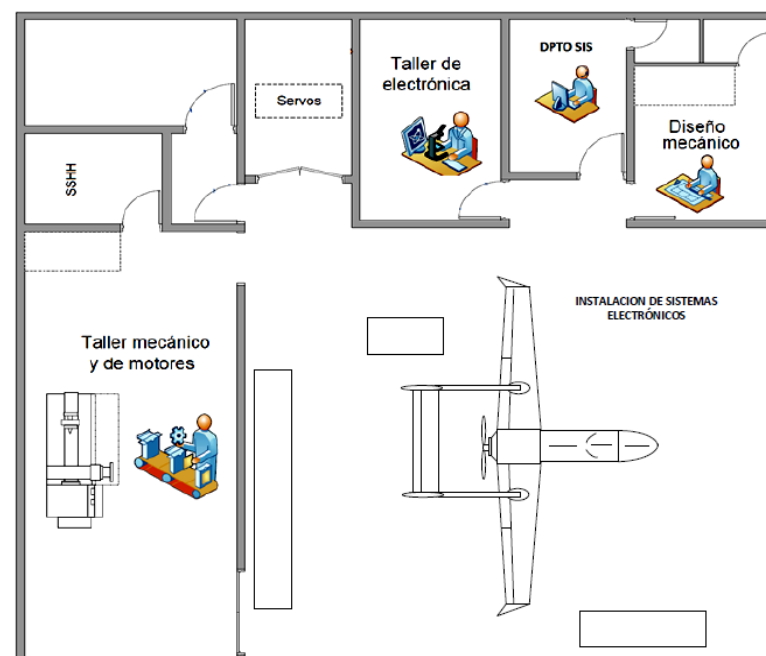 Servos
Taller de
electrónica
DPTO SIS
Diseño
mecánico
SSHH
INSTALACION DE SISTEMAS
ELECTRÓNICOS
Taller mecánico
y de motores